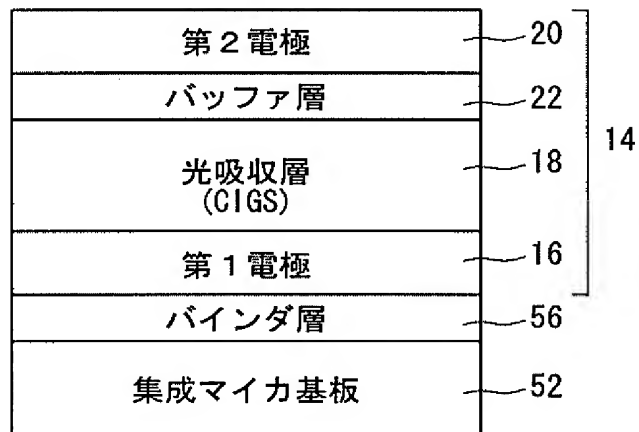 第２電極
20
バッファ層
22
光吸収層
(CIGS)
18
14
第１電極
16
バインダ層
56
集成マイカ基板
52